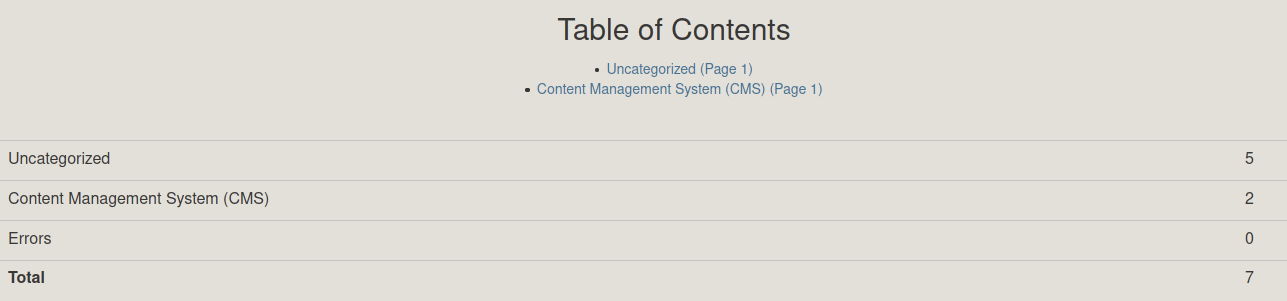 Table of Contents
• Uncategorized (Page 1)
• Content Management System (CMS) (Page 1)
Uncategorized 5
Content Management System (CMS) 2
Errors 0
Total 7